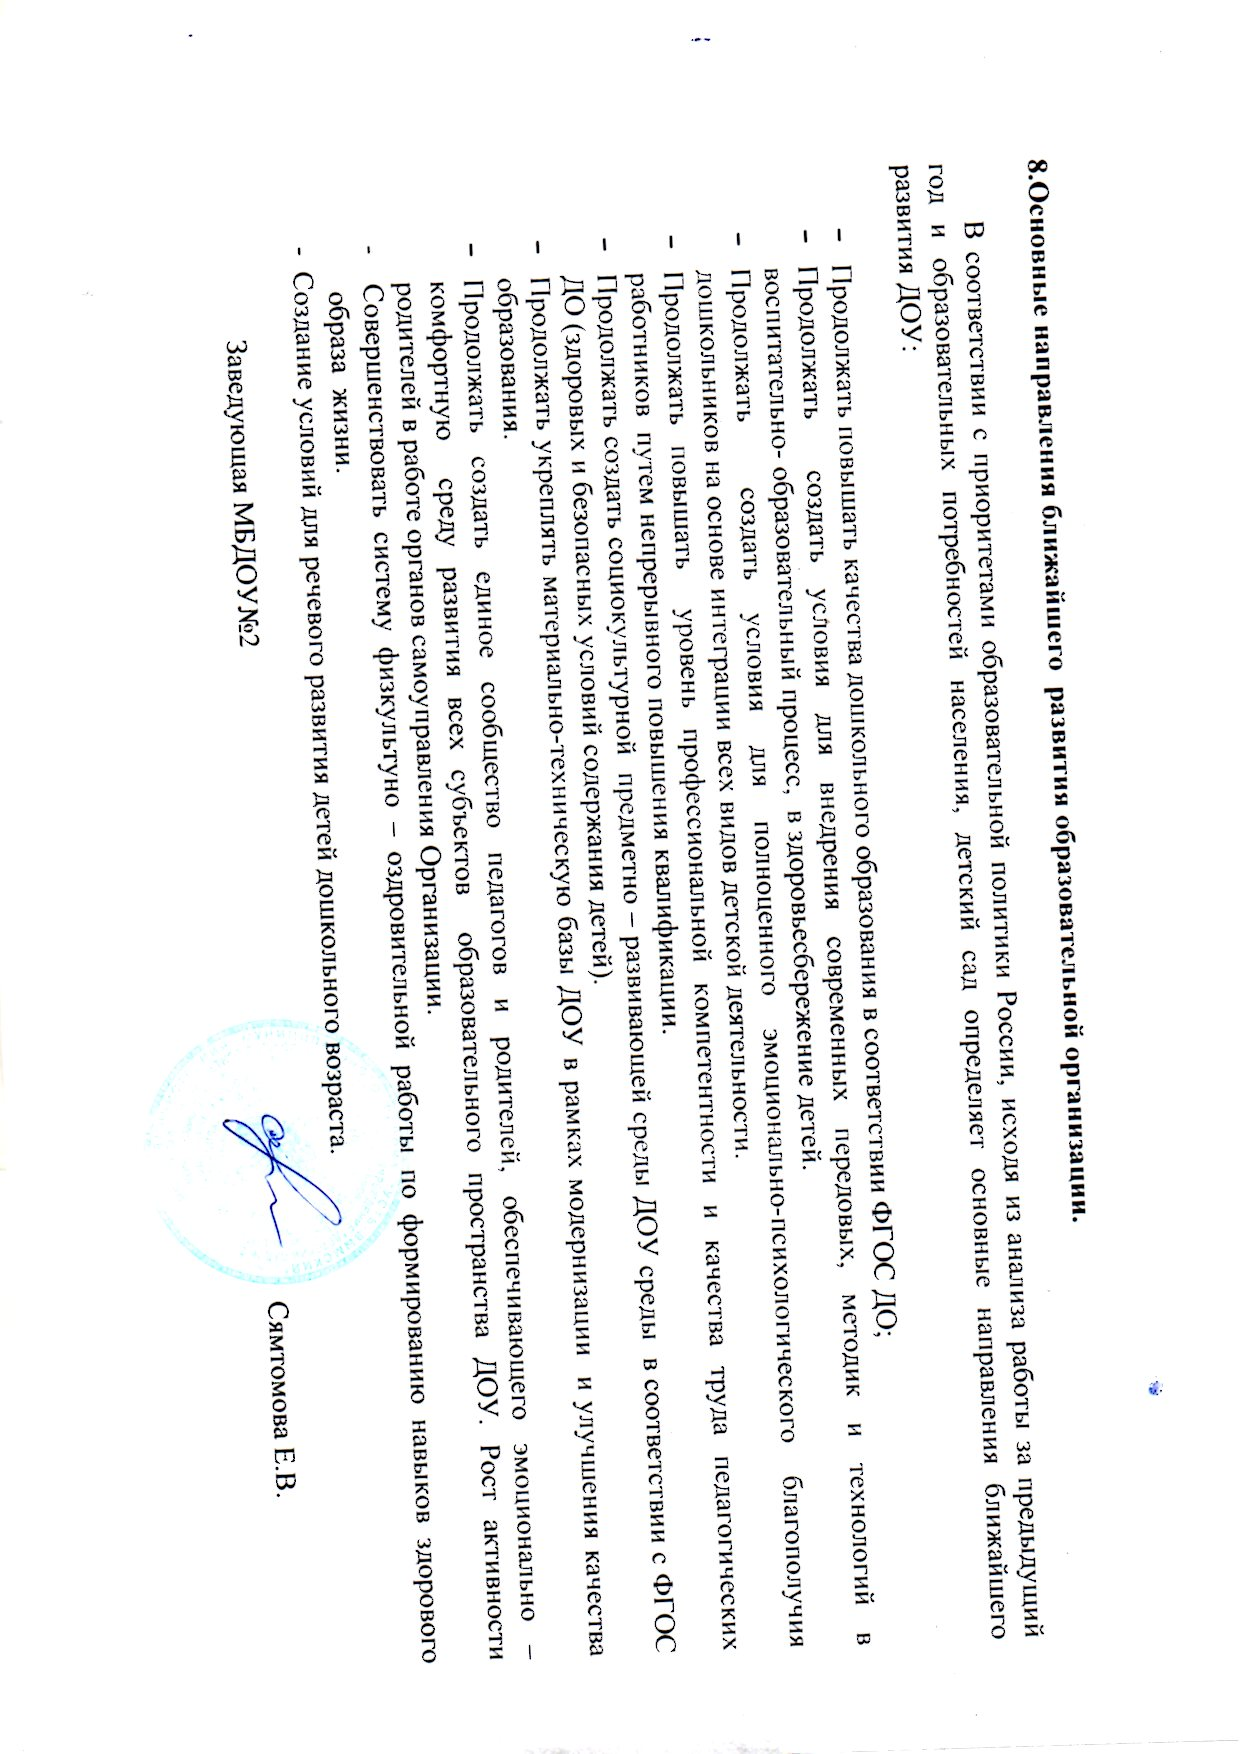 8.Основные направления ближайшего развития образовательной организации.
В соответствии с приоритетами образовательной политики России, исходя из анализа работы за предыдущий
год и образовательных потребностей населения, детский сад определяет основные направления ближайшего
развития ДОУ:
– Продолжать повышать качества дошкольного образования в соответствии ФГОС ДО;
– Продолжать создать условия для внедрения современных передовых, методик и технологий в
воспитательно- образовательный процесс, в здоровьесбережение детей.
– Продолжать создать условия для полноценного эмоционально-психологического благополучия
дошкольников на основе интеграции всех видов детской деятельности.
– Продолжать повышать уровень профессиональной компетентности и качества труда педагогических
работников путем непрерывного повышения квалификации.
– Продолжать создать социокультурной предметно – развивающей среды ДОУ среды в соответствии с ФГОС
ДО (здоровых и безопасных условий содержания детей).
– Продолжать укреплять материально-техническую базы ДОУ в рамках модернизации и улучшения качества
образования.
– Продолжать создать единое сообщество педагогов и родителей, обеспечивающего эмоционально –
комфортную среду развития всех субъектов образовательного пространства ДОУ. Рост активности
родителей в работе органов самоуправления Организации.
- Совершенствовать систему физкультуно – оздровительной работы по формированию навыков здорового
образа жизни.
- Создание условий для речевого развития детей дошкольного возраста.
Заведующая МБДОУ№2 Сямтомова Е.В.